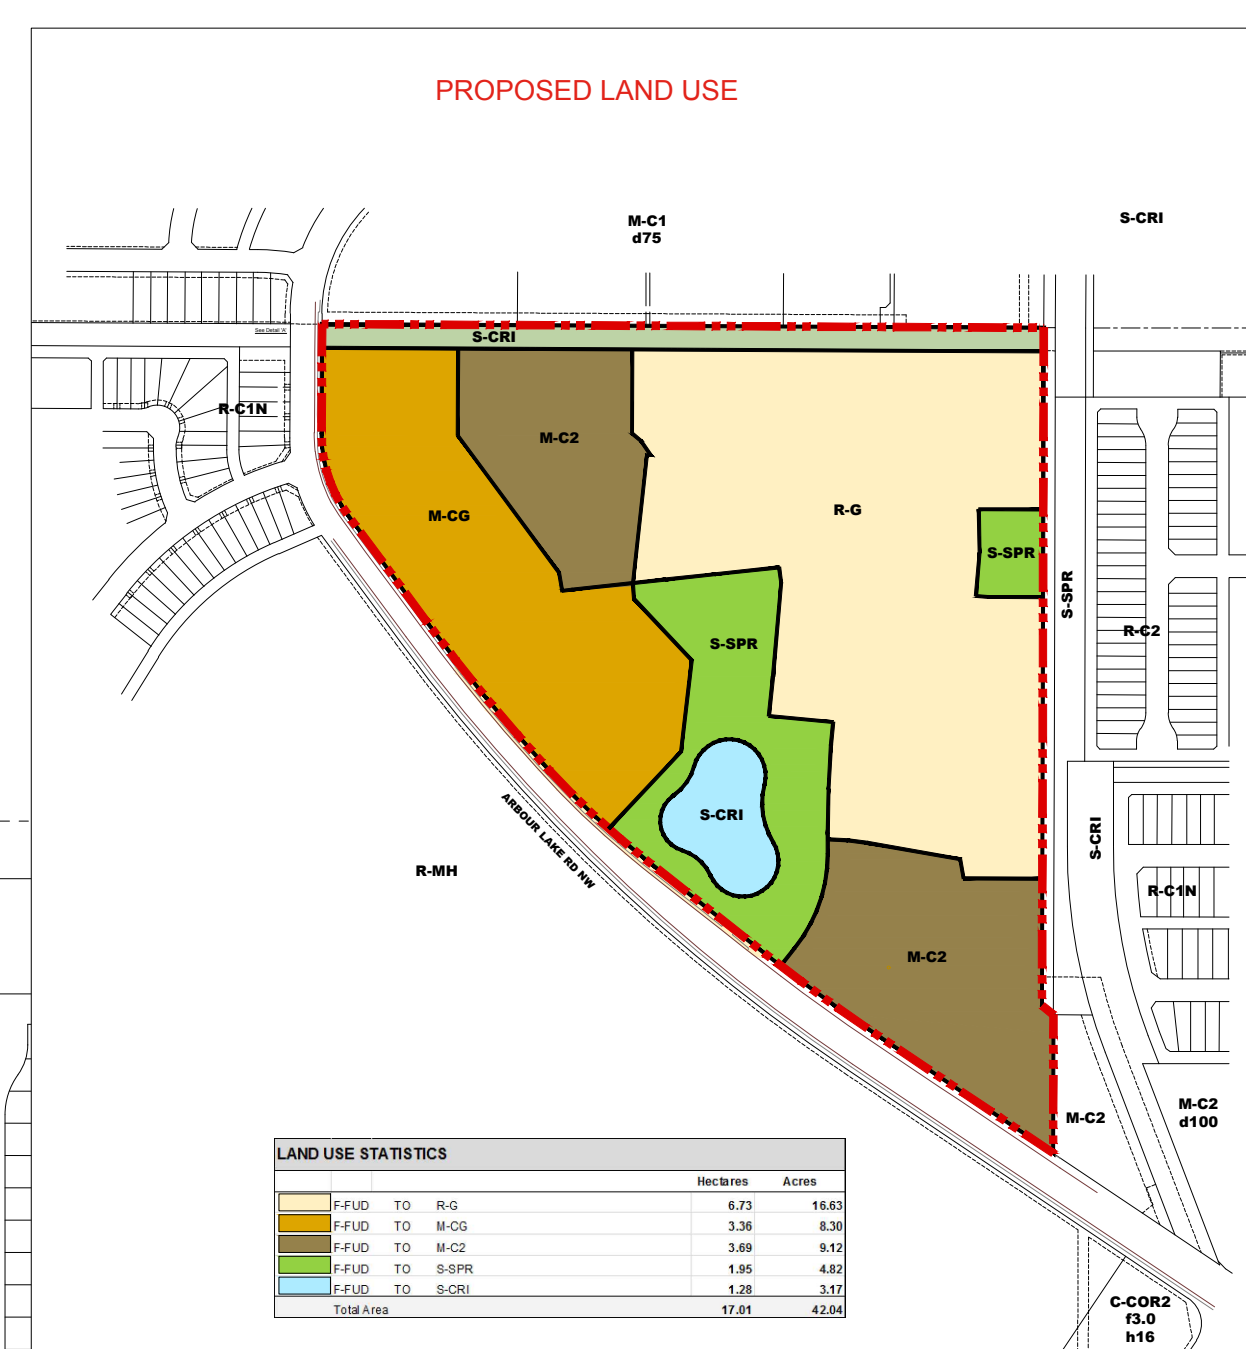 PROPOSED LAND USE
M-C1
d75
S-CRI
See Detail 'A'
S-CRI
R-C1N
M-C2
M-CG
R-G
S-SPR
S-SPR
R-C2
S-SPR
S-CRI
ARBOUR LAKE RD NW
S-CRI
R-MH
R-C1N
M-C2
M-C2
M-C2
d100
LAND USE STATISTICS
Hectares Acres
F-FUD TO R-G 6.73 16.63
F-FUD TO M-CG 3.36 8.30
F-FUD TO M-C2 3.69 9.12
F-FUD TO S-SPR 1.95 4.82
F-FUD TO S-CRI 1.28 3.17
Total Area 17.01 42.04
C-COR2
f3.0
h16